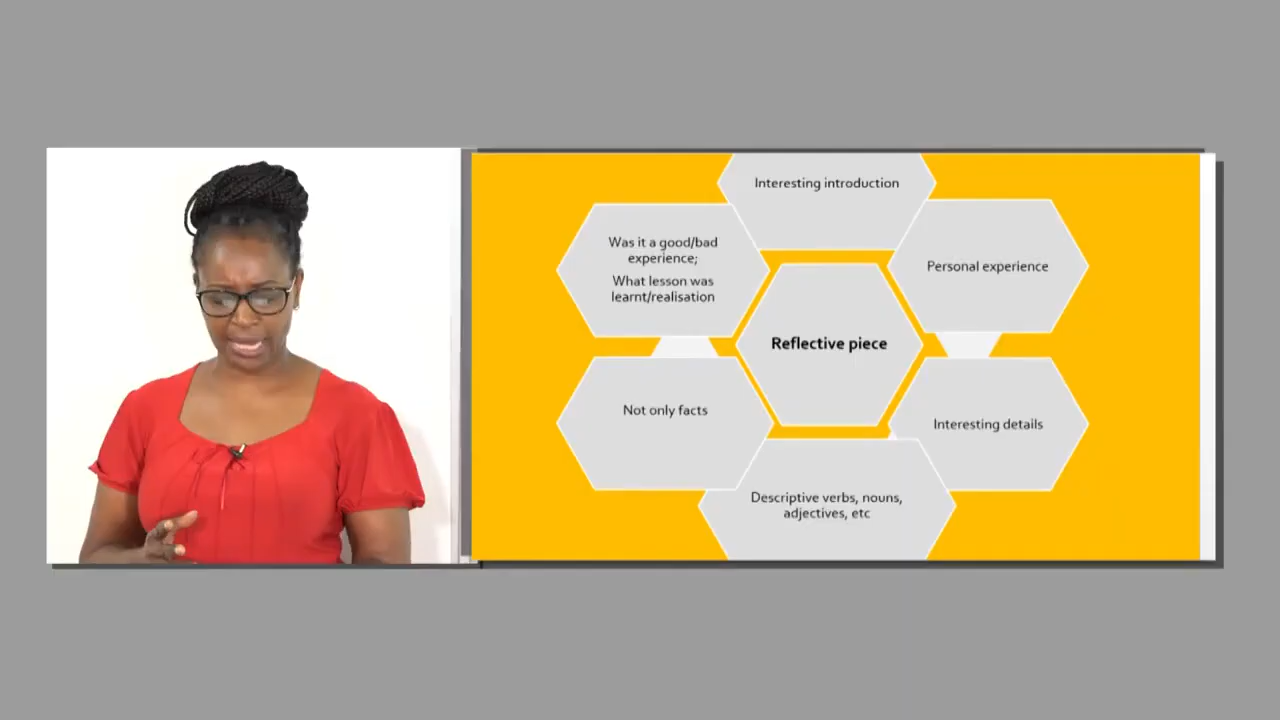 Interesting introduction
Personal experience
Interesting details
Descriptive verbs, nouns,
adjectives, etc
Not only facts
Was it a good/bad
experience;
What lesson was
learnt/realisation
Reflective piece